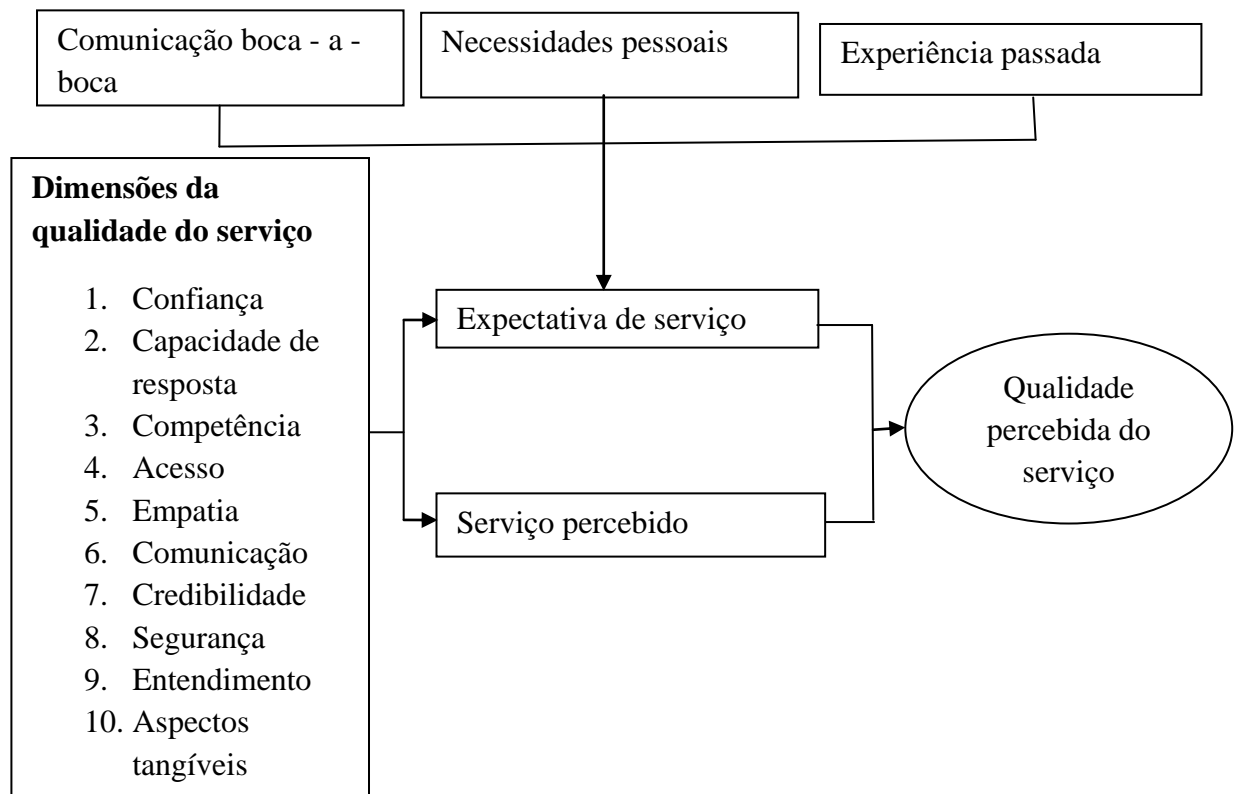 Comunicação boca - a -
boca
Necessidades pessoais
Experiência passada
Dimensões da
qualidade do serviço
1. Confiança
2. Capacidade de
resposta
3. Competência
4. Acesso
5. Empatia
6. Comunicação
7. Credibilidade
8. Segurança
9. Entendimento
10. Aspectos
tangíveis
Expectativa de serviço
Serviço percebido
Qualidade
percebida do
serviço